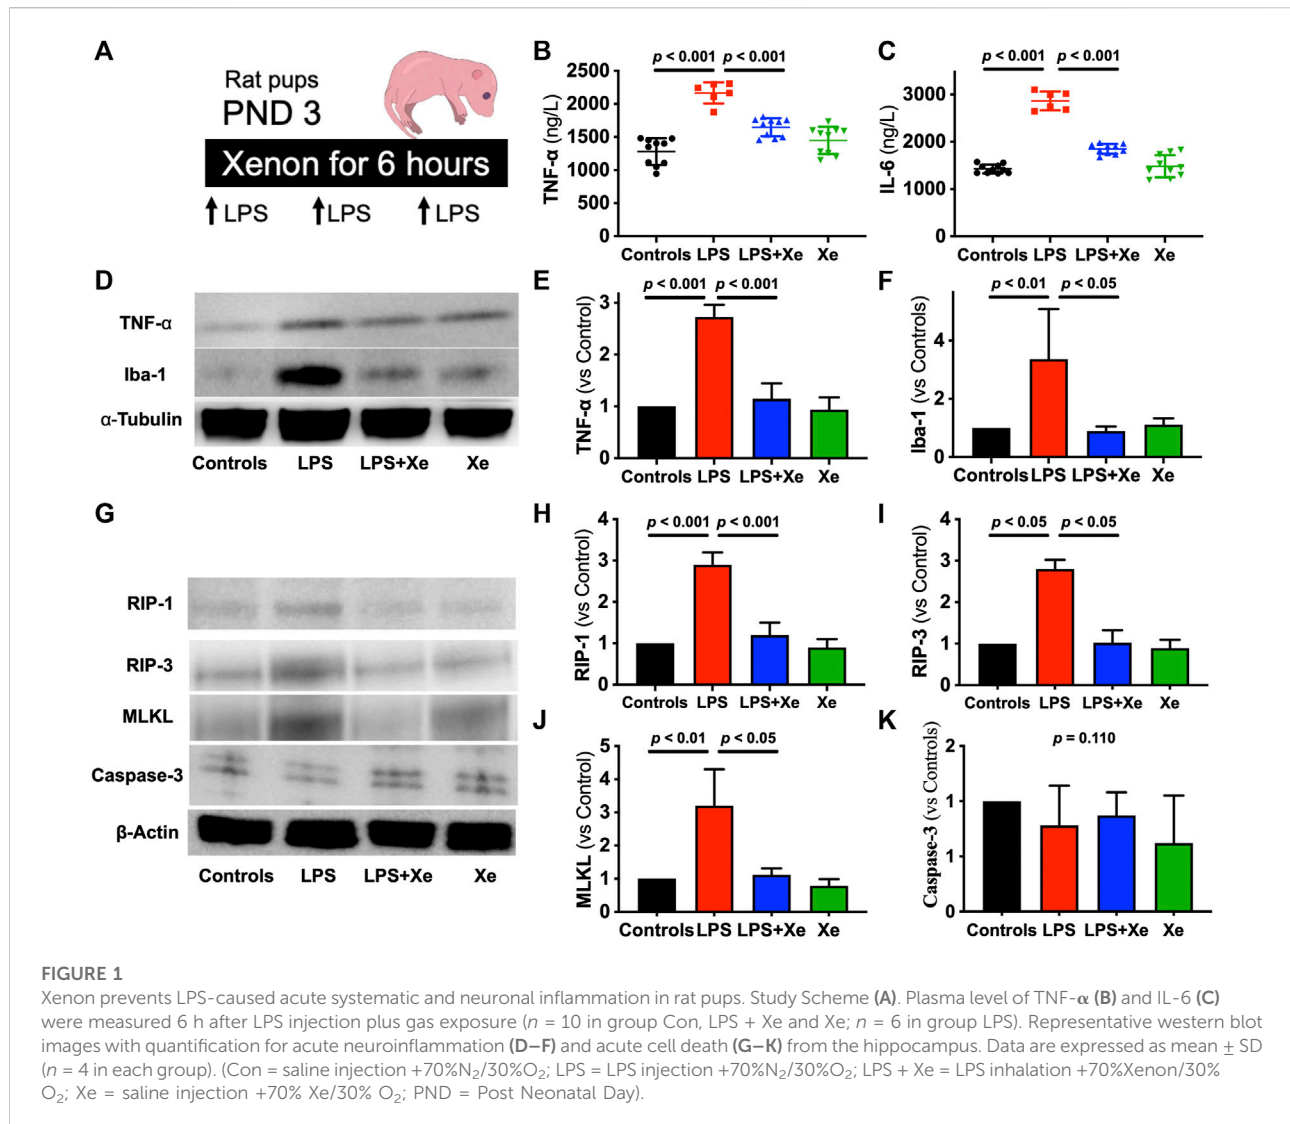 A
Rat pups
PND 3
Xenon for 6 hours
LPS
LPS
LPS
B
p < 0.001
p < 0.001
TNF-α (ng/L)
2500
2000
1500
1000
500
0
Controls LPS LPS+Xe Xe
C
p < 0.001
p < 0.001
IL-6 (ng/L)
3000
2000
1000
0
Controls LPS LPS+Xe Xe
D
TNF-α
Iba-1
α-Tubulin
Controls LPS LPS+Xe Xe
E
p < 0.001
p < 0.001
TNF-α (vs Control)
3
2
1
0
Controls LPS LPS+Xe Xe
F
p < 0.01
p < 0.05
Iba-1 (vs Controls)
4
2
0
Controls LPS LPS+Xe Xe
G
RIP-1
RIP-3
MLKL
Caspase-3
β-Actin
Controls LPS LPS+Xe Xe
H
p < 0.001
p < 0.001
RIP-1 (vs Control)
4
3
2
1
0
Controls LPS LPS+Xe Xe
I
p < 0.05
p < 0.05
RIP-3 (vs Control)
4
3
2
1
0
Controls LPS LPS+Xe Xe
J
p < 0.01
p < 0.05
MLKL (vs Control)
5
4
3
2
1
0
Controls LPS LPS+Xe Xe
K
p = 0.110
Caspase-3 (vs Controls)
2
1
1
0
Controls LPS LPS+Xe Xe
FIGURE 1
Xenon prevents LPS-caused acute systematic and neuronal inflammation in rat pups. Study Scheme (A). Plasma level of TNF-α (B) and IL-6 (C)
were measured 6 h after LPS injection plus gas exposure (n = 10 in group Con, LPS + Xe and Xe; n = 6 in group LPS). Representative western blot
images with quantification for acute neuroinflammation (D–F) and acute cell death (G–K) from the hippocampus. Data are expressed as mean ± SD
(n = 4 in each group). (Con = saline injection +70%N₂/30%O₂; LPS = LPS injection +70%N₂/30%O₂; LPS + Xe = LPS inhalation +70%Xenon/30%
O₂; Xe = saline injection +70% Xe/30% O₂; PND = Post Neonatal Day).